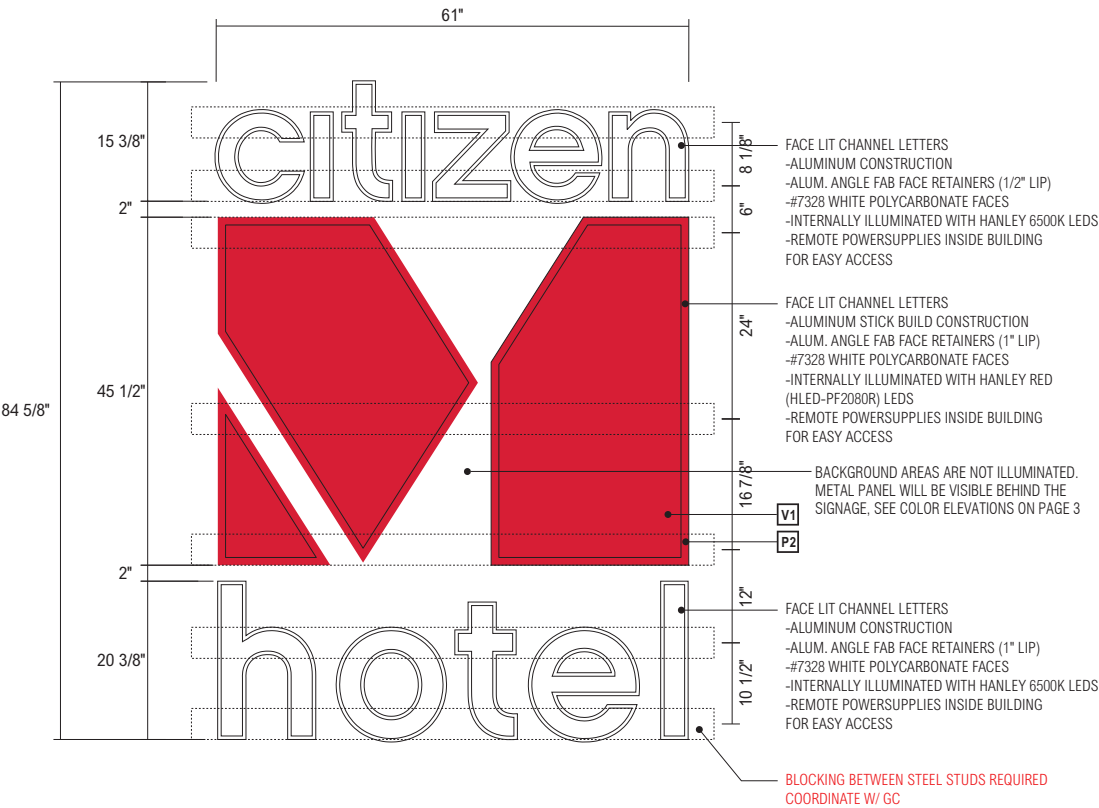 61"
citizen
15 3/8"
8 1/8"
2"
6"
24"
45 1/2"
84 5/8"
16 7/8"
2"
12"
hotel
20 3/8"
10 1/2"
FACE LIT CHANNEL LETTERS
-ALUMINUM CONSTRUCTION
-ALUM. ANGLE FAB FACE RETAINERS (1/2" LIP)
-#7328 WHITE POLYCARBONATE FACES
-INTERNALLY ILLUMINATED WITH HANLEY 6500K LEDS
-REMOTE POWERSUPPLIES INSIDE BUILDING
FOR EASY ACCESS
FACE LIT CHANNEL LETTERS
-ALUMINUM STICK BUILD CONSTRUCTION
-ALUM. ANGLE FAB FACE RETAINERS (1" LIP)
-#7328 WHITE POLYCARBONATE FACES
-INTERNALLY ILLUMINATED WITH HANLEY RED
(HLED-PF2080R) LEDS
-REMOTE POWERSUPPLIES INSIDE BUILDING
FOR EASY ACCESS
BACKGROUND AREAS ARE NOT ILLUMINATED.
METAL PANEL WILL BE VISIBLE BEHIND THE
SIGNAGE, SEE COLOR ELEVATIONS ON PAGE 3
V1
P2
FACE LIT CHANNEL LETTERS
-ALUMINUM CONSTRUCTION
-ALUM. ANGLE FAB FACE RETAINERS (1" LIP)
-#7328 WHITE POLYCARBONATE FACES
-INTERNALLY ILLUMINATED WITH HANLEY 6500K LEDS
-REMOTE POWERSUPPLIES INSIDE BUILDING
FOR EASY ACCESS
BLOCKING BETWEEN STEEL STUDS REQUIRED
COORDINATE W/ GC